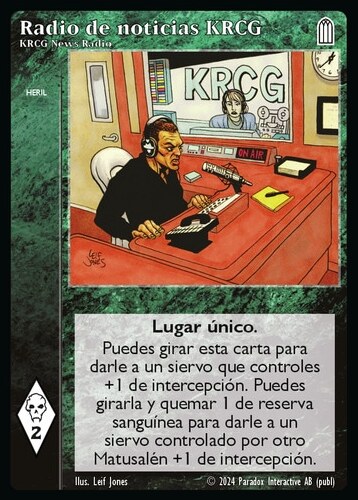 Radio de noticias KRCG
KRCG News Radio
HERIL
KRCG
ON AIR
LEIF
JONES
Lugar único.
Puedes girar esta carta para
darle a un siervo que controles
+1 de intercepción. Puedes
girarla y quemar 1 de reserva
sanguínea para darle a un
siervo controlado por otro
Matusalén +1 de intercepción.
2
Ilus. Leif Jones
© 2024 Paradox Interactive AB (publ)